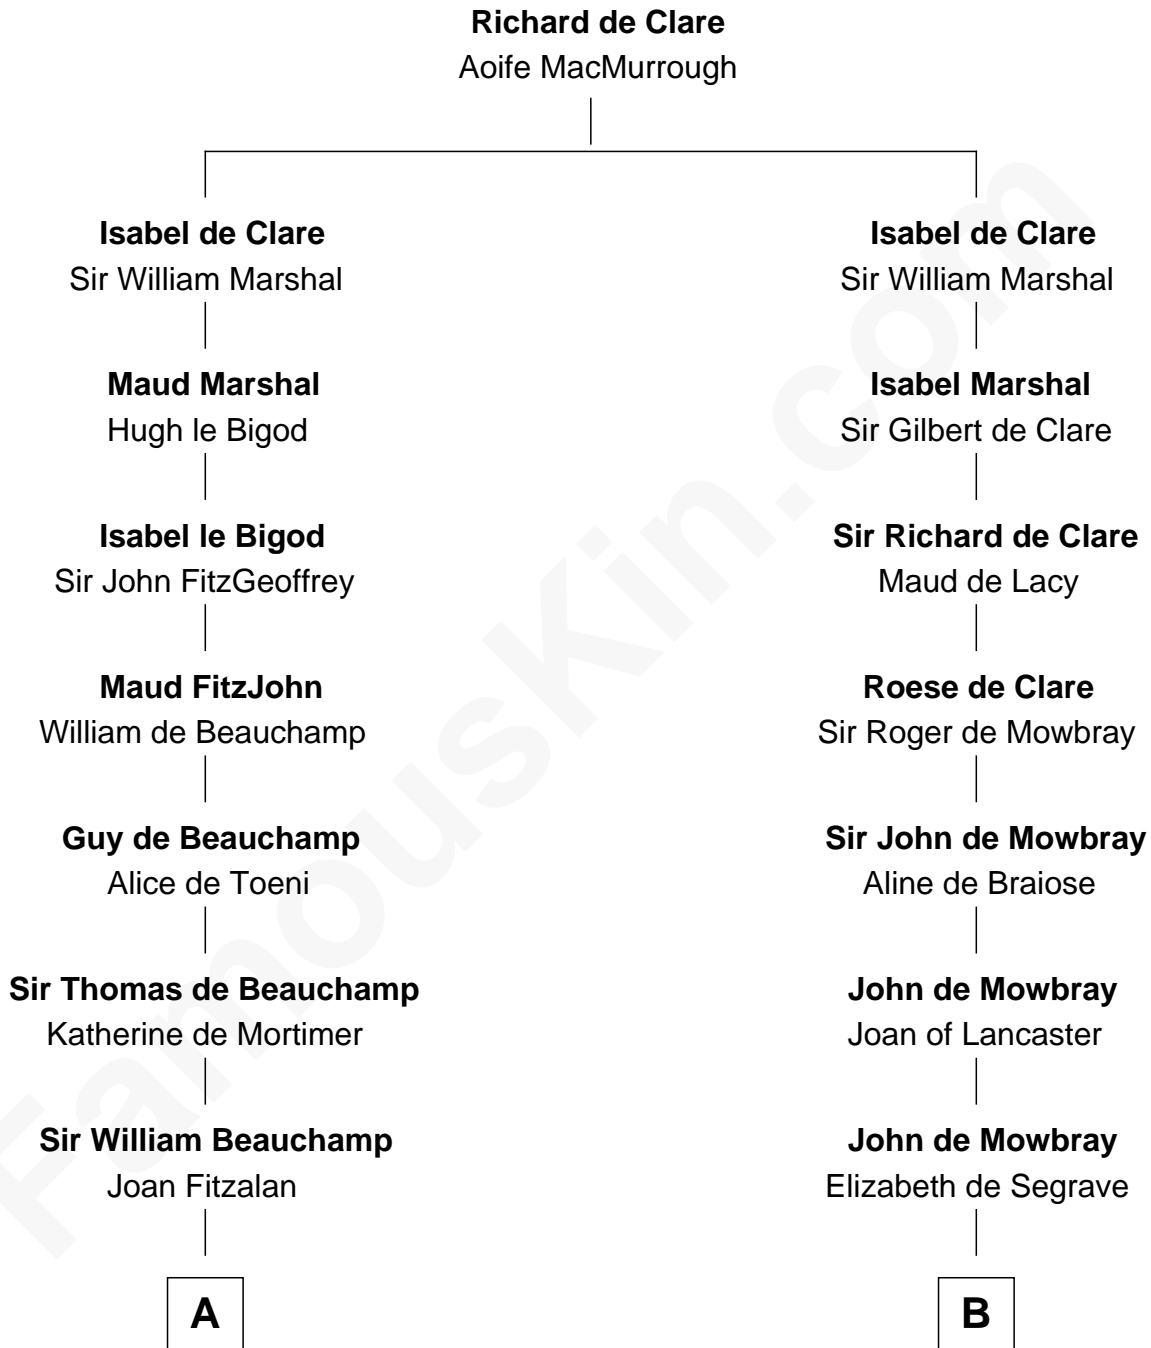 Richard de Clare
Aoife MacMurrough
Isabel de Clare
Sir William Marshal
Maud Marshal
Hugh le Bigod
Isabel le Bigod
Sir John FitzGeoffrey
Maud FitzJohn
William de Beauchamp
Guy de Beauchamp
Alice de Toeni
Sir Thomas de Beauchamp
Katherine de Mortimer
Sir William Beauchamp
Joan Fitzalan
A
Isabel de Clare
Sir William Marshal
Isabel Marshal
Sir Gilbert de Clare
Sir Richard de Clare
Maud de Lacy
Roese de Clare
Sir Roger de Mowbray
Sir John de Mowbray
Aline de Braiose
John de Mowbray
Joan of Lancaster
John de Mowbray
Elizabeth de Segrave
B
FamousKin.com